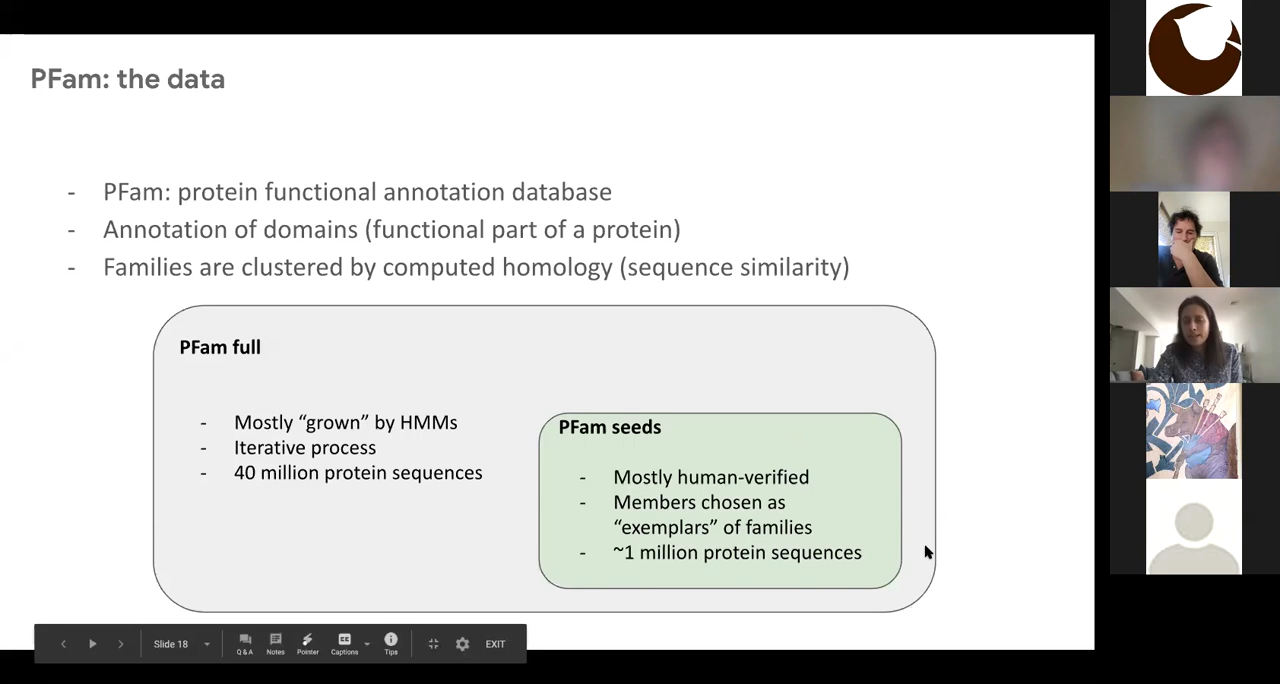 PFam: the data
- PFam: protein functional annotation database
- Annotation of domains (functional part of a protein)
- Families are clustered by computed homology (sequence similarity)
PFam full
- Mostly “grown” by HMMs
- Iterative process
- 40 million protein sequences
PFam seeds
- Mostly human-verified
- Members chosen as
“exemplars” of families
- ~1 million protein sequences
Slide 18
Q&A
Notes
Pointer
CC
Captions
Tips
EXIT